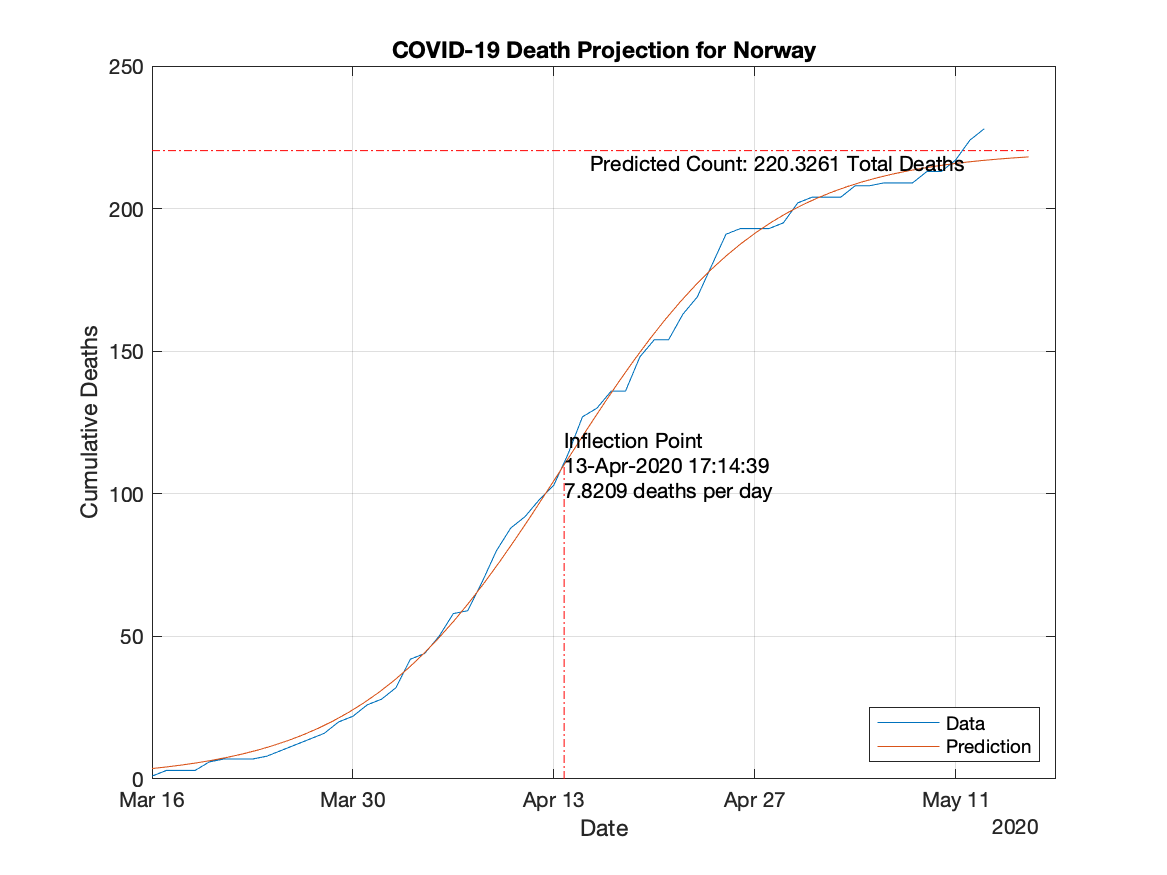 COVID-19 Death Projection for Norway
250
200
150
100
50
0
Cumulative Deaths
Predicted Count: 220.3261 Total Deaths
Inflection Point
13-Apr-2020 17:14:39
7.8209 deaths per day
Data
Prediction
Mar 16 Mar 30 Apr 13 Apr 27 May 11
Date
2020